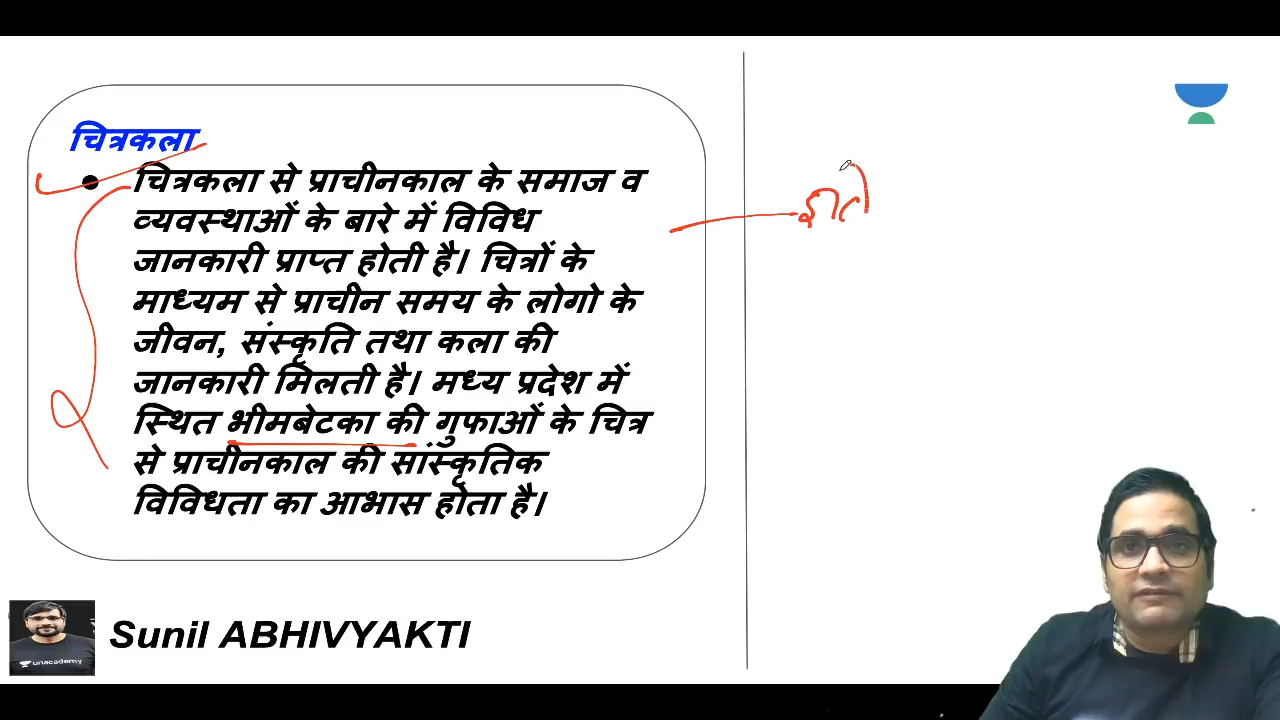 चित्रकला
● चित्रकला से प्राचीनकाल के समाज व
व्यवस्थाओं के बारे में विविध
जानकारी प्राप्त होती है। चित्रों के
माध्यम से प्राचीन समय के लोगो के
जीवन, संस्कृति तथा कला की
जानकारी मिलती है। मध्य प्रदेश में
स्थित भीमबेटका की गुफाओं के चित्र
से प्राचीनकाल की सांस्कृतिक
विविधता का आभास होता है।
unacademy
Sunil ABHIVYAKTI